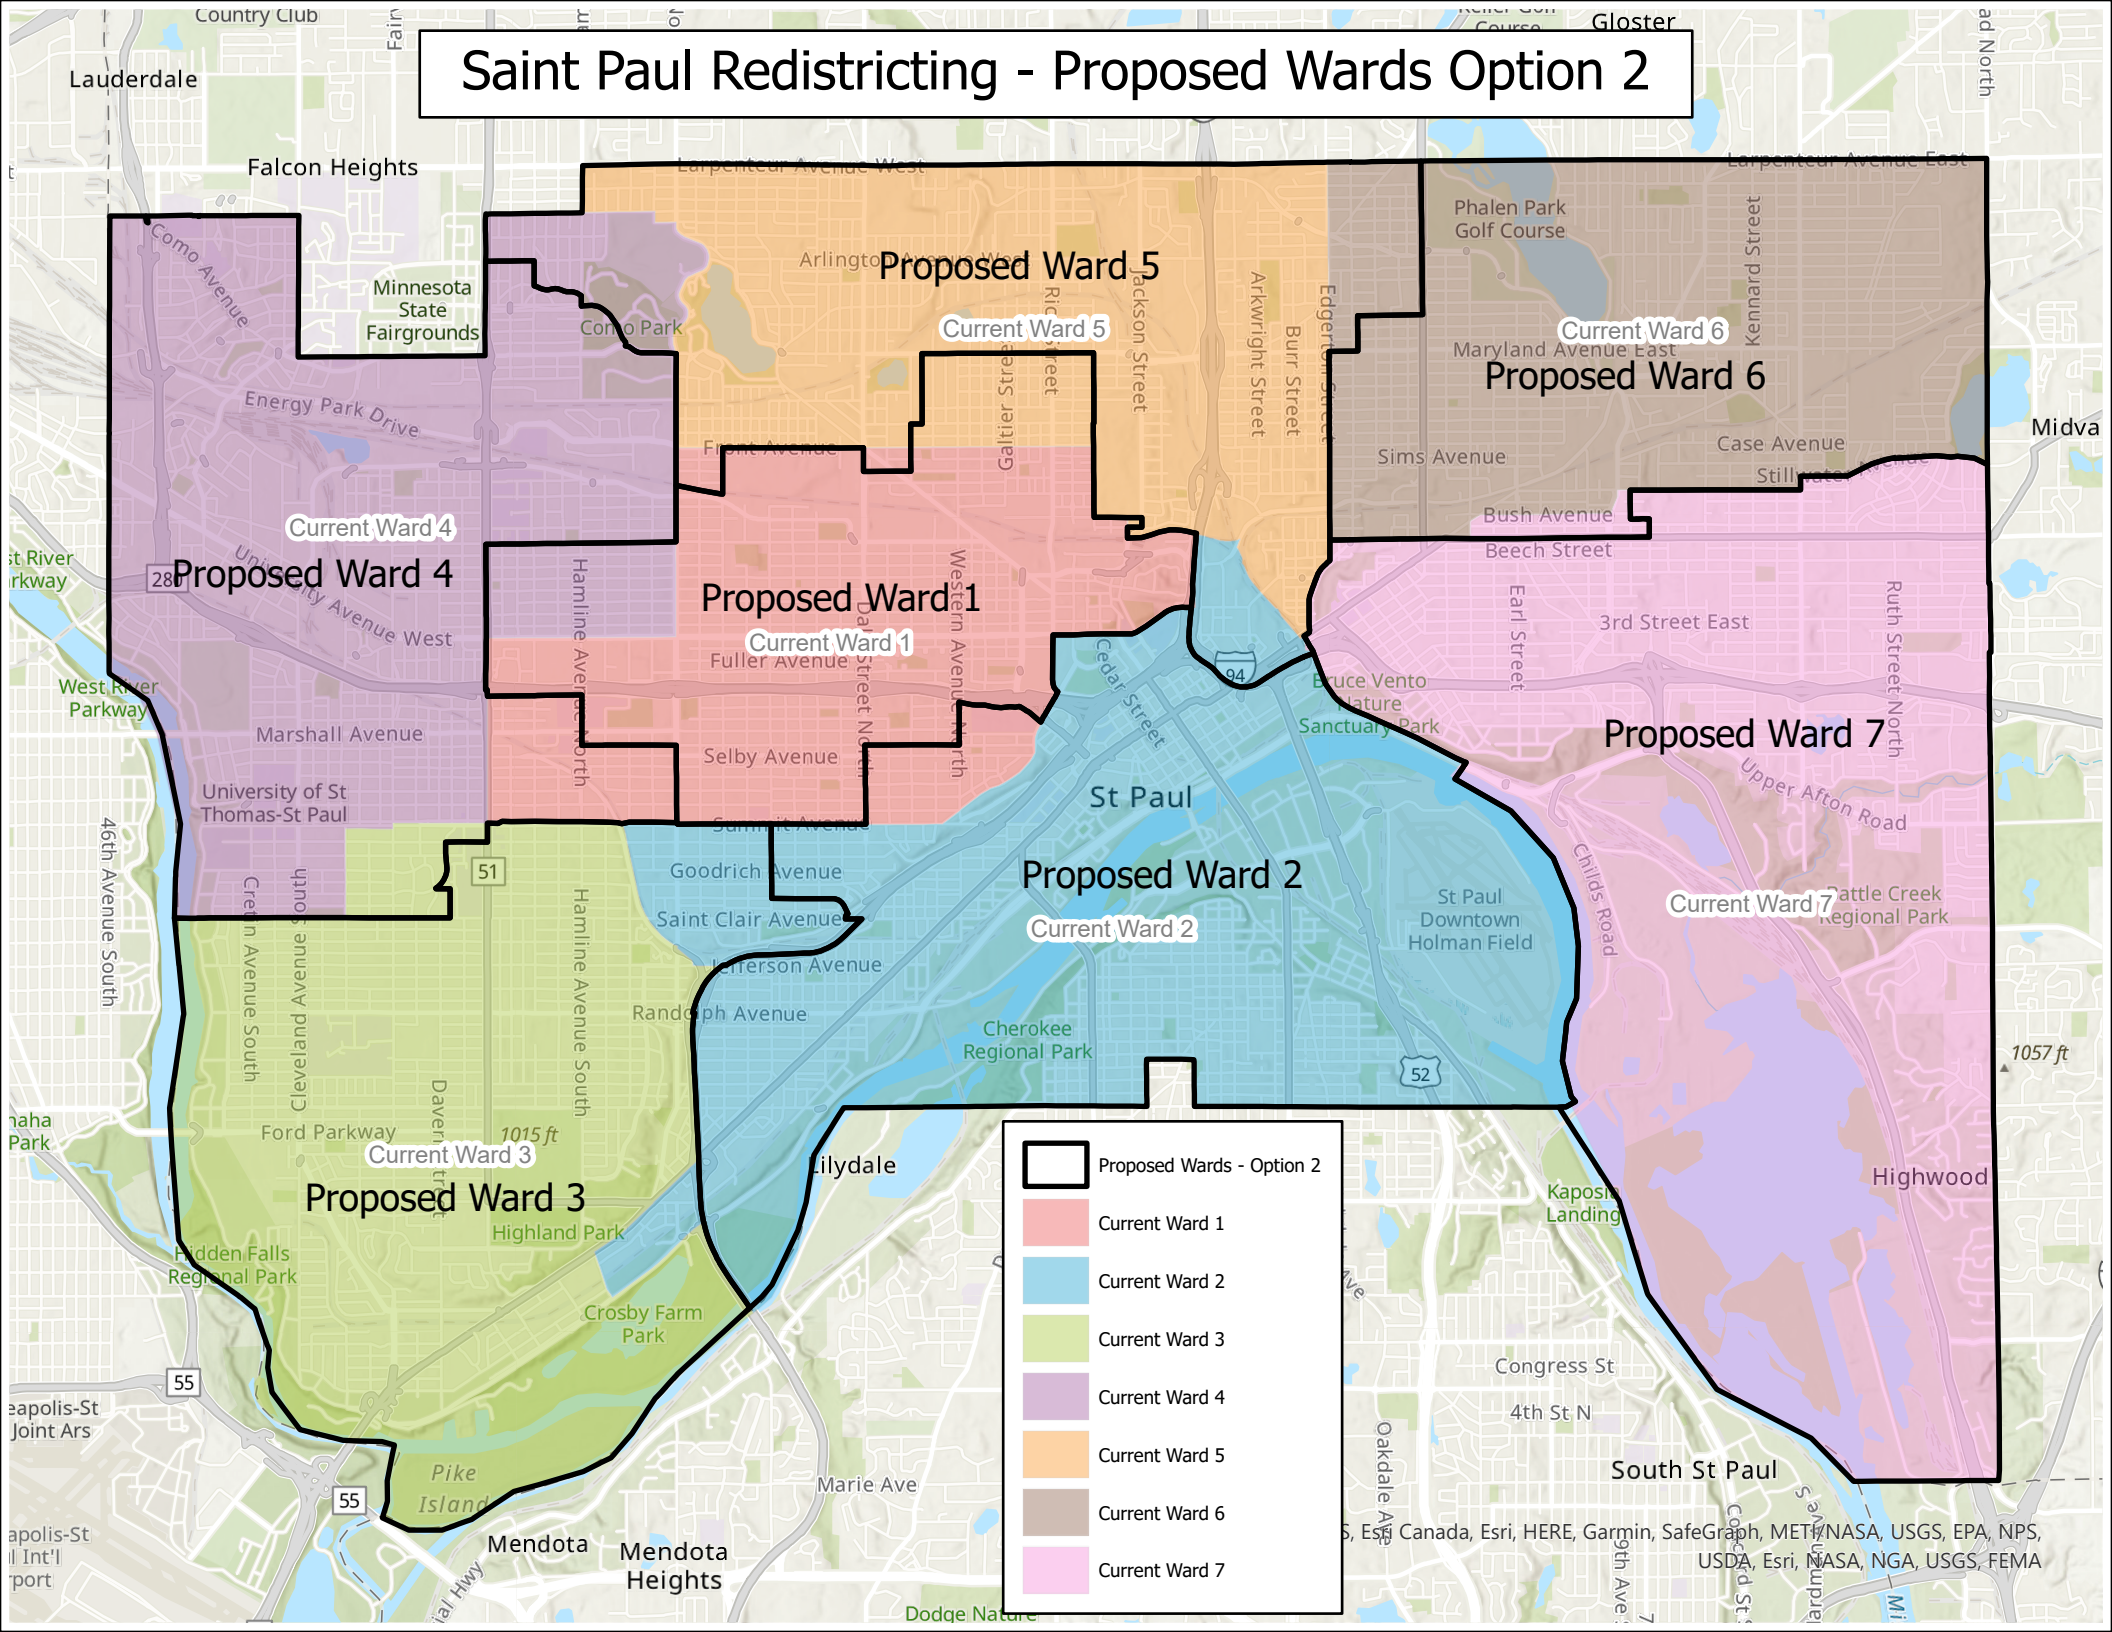 Country Club
Gloster
Course
Saint Paul Redistricting - Proposed Wards Option 2
Lauderdale
Falcon Heights
Larpenteur Avenue West
Larpenteur Avenue East
Como Avenue
Phalen Park
Golf Course
Kennard Street
Arlington Avenue West
Proposed Ward 5
Minnesota
State
Fairgrounds
Como Park
Current Ward 5
Jackson Street
Arkwright Street
Burr Street
Edgerton Street
Current Ward 6
Maryland Avenue East
Proposed Ward 6
Energy Park Drive
Front Avenue
Galtier Street
Sims Avenue
Case Avenue
Midva
Current Ward 4
Bush Avenue
Beech Street
280
Proposed Ward 4
University Avenue West
Hamline Avenue North
Proposed Ward 1
Western Avenue North
Current Ward 1
Fuller Avenue
Cedar Street
94
Earl Street
3rd Street East
Ruth Street North
West River
Parkway
Bruce Vento
Nature
Sanctuary Park
Marshall Avenue
Selby Avenue
Proposed Ward 7
Upper Afton Road
University of St
Thomas-St Paul
St Paul
Summit Avenue
46th Avenue South
51
Goodrich Avenue
Proposed Ward 2
Childs Road
Cretin Avenue South
Cleveland Avenue South
Hamline Avenue South
Saint Clair Avenue
Current Ward 2
St Paul
Downtown
Holman Field
Current Ward 7
Battle Creek
Regional Park
Jefferson Avenue
Randolph Avenue
Cherokee
Regional Park
52
1057 ft
Ford Parkway
1015 ft
Current Ward 3
Proposed Ward 3
Lilydale
Highwood
Highland Park
Kaposia
Landing
Hidden Falls
Regional Park
Crosby Farm
Park
Proposed Wards - Option 2
Current Ward 1
Current Ward 2
Current Ward 3
Current Ward 4
Current Ward 5
Current Ward 6
Current Ward 7
55
eapolis-St
Joint Ars
Congress St
4th St N
Oakdale Ave
South St Paul
Pike
Island
55
Marie Ave
Mendota
Mendota
Heights
apolis-St
Int'l
rport
S, Esri Canada, Esri, HERE, Garmin, SafeGraph, METI/NASA, USGS, EPA, NPS,
USDA, Esri, NASA, NGA, USGS, FEMA
Dodge Nature